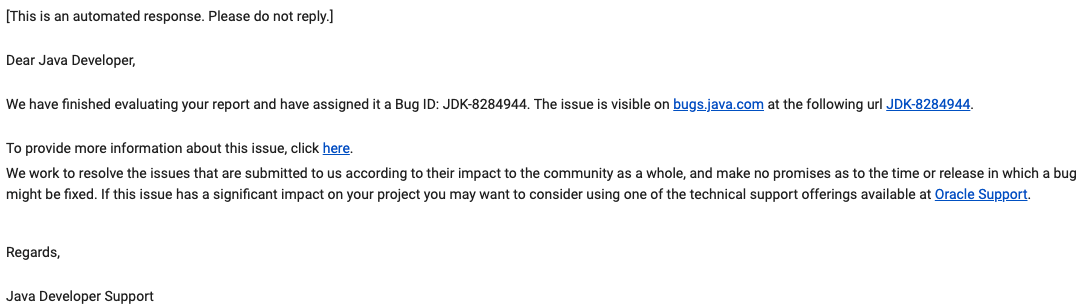 [This is an automated response. Please do not reply.]
Dear Java Developer,
We have finished evaluating your report and have assigned it a Bug ID: JDK-8284944. The issue is visible on bugs.java.com at the following url JDK-8284944.
To provide more information about this issue, click here.
We work to resolve the issues that are submitted to us according to their impact to the community as a whole, and make no promises as to the time or release in which a bug
might be fixed. If this issue has a significant impact on your project you may want to consider using one of the technical support offerings available at Oracle Support.
Regards,
Java Developer Support